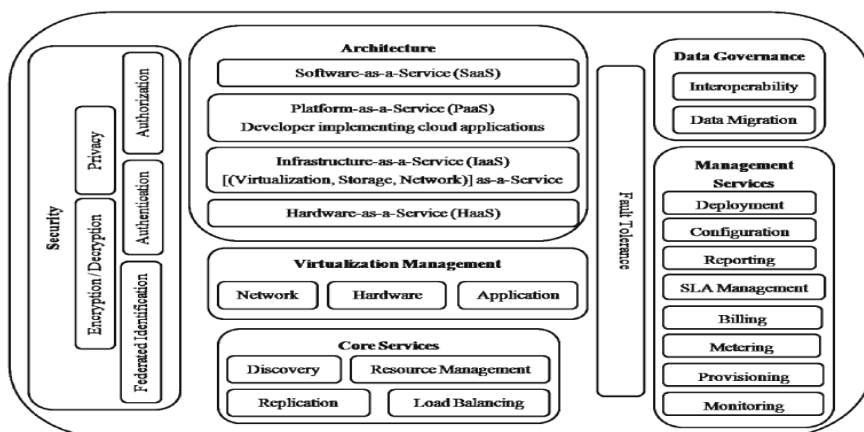 Security
Encryption / Decryption
Privacy
Federated Identification
Authentication
Authorization
Architecture
Software-as-a-Service (SaaS)
Platform-as-a-Service (PaaS)
Developer implementing cloud applications
Infrastructure-as-a-Service (IaaS)
[(Virtualization, Storage, Network)] as-a-Service
Hardware-as-a-Service (HaaS)
Virtualization Management
Network
Hardware
Application
Core Services
Discovery
Resource Management
Replication
Load Balancing
Fault Tolerance
Data Governance
Interoperability
Data Migration
Management
Services
Deployment
Configuration
Reporting
SLA Management
Billing
Metering
Provisioning
Monitoring